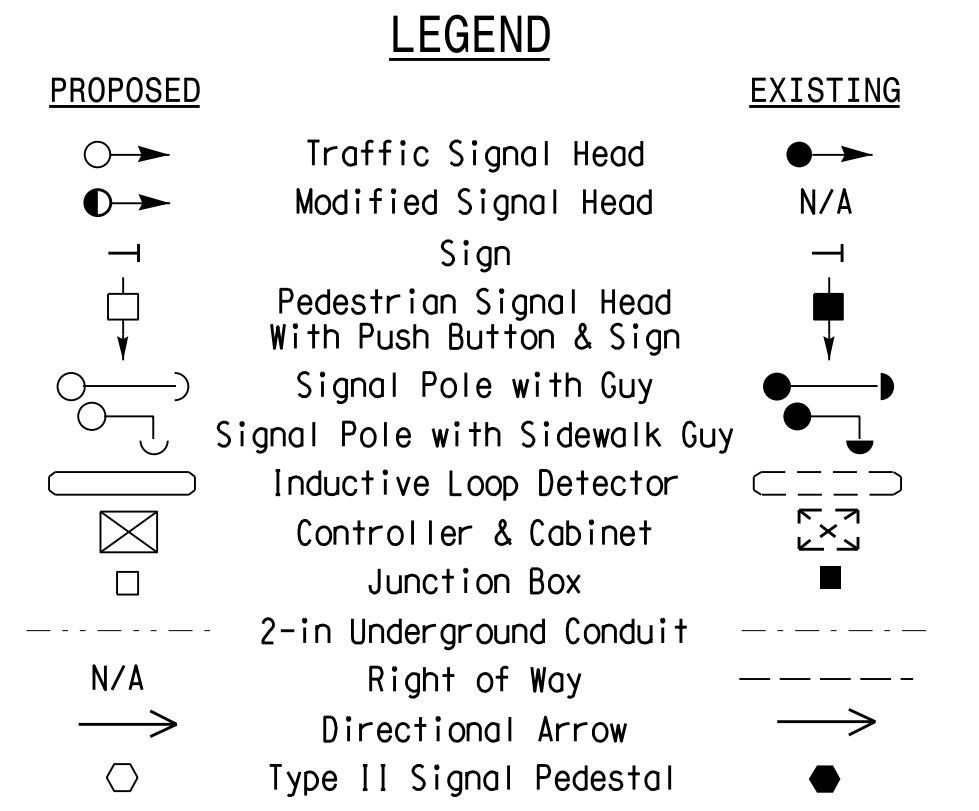 LEGEND
PROPOSED EXISTING
Traffic Signal Head
Modified Signal Head N/A
Sign
Pedestrian Signal Head
With Push Button & Sign
Signal Pole with Guy
Signal Pole with Sidewalk Guy
Inductive Loop Detector
Controller & Cabinet
Junction Box
2-in Underground Conduit
N/A Right of Way
Directional Arrow
Type II Signal Pedestal